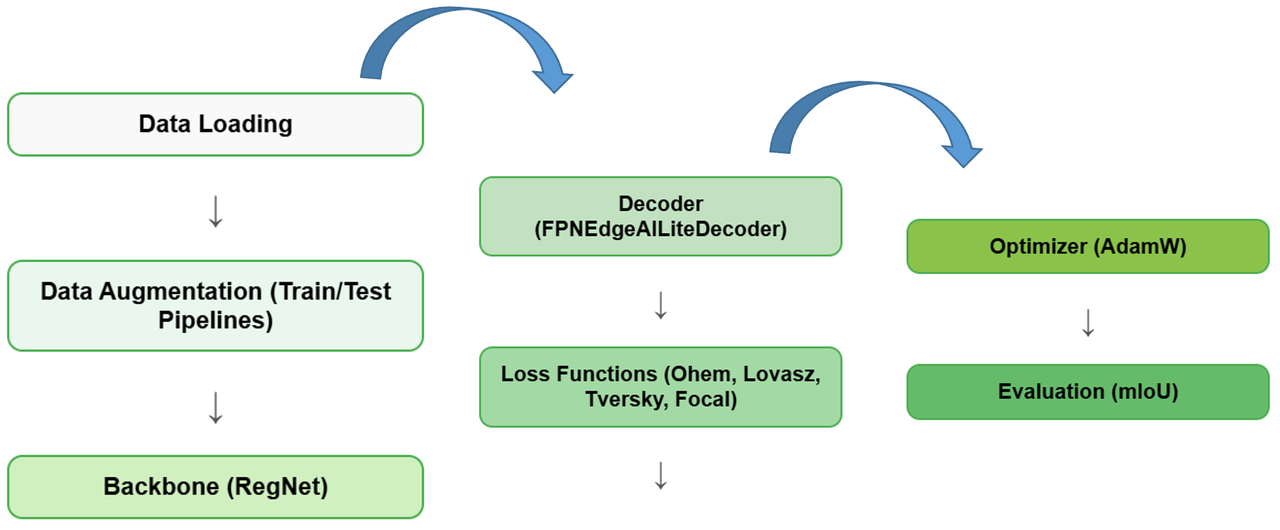 Data Loading
Data Augmentation (Train/Test
Pipelines)
Backbone (RegNet)
Decoder
(FPNEdgeAILiteDecoder)
Loss Functions (Ohem, Lovasz,
Tversky, Focal)
Optimizer (AdamW)
Evaluation (mIoU)